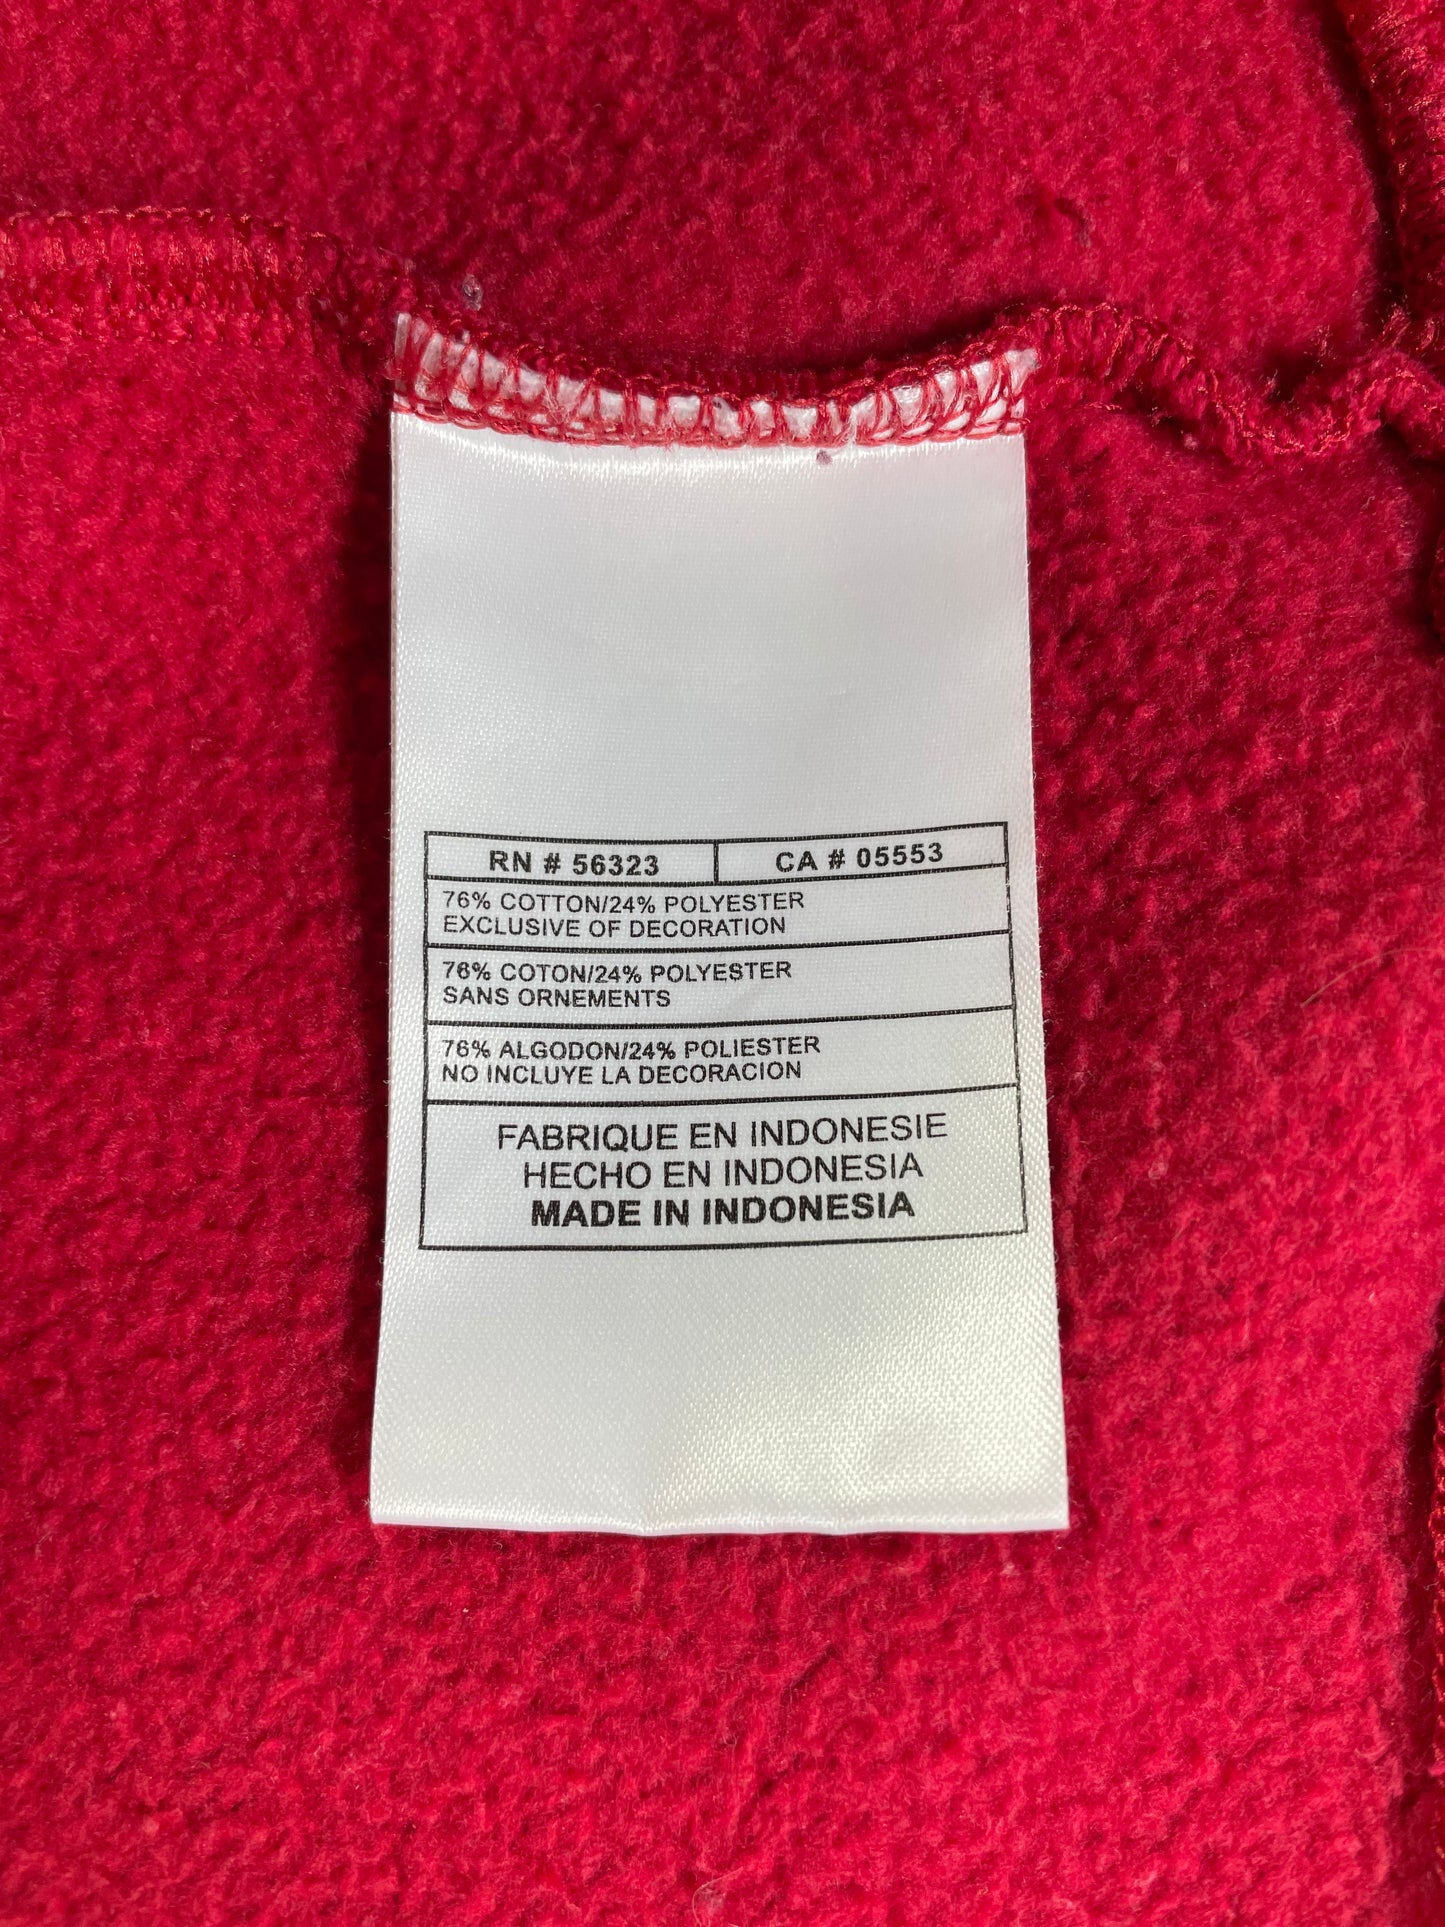 RN # 56323 CA # 05553
76% COTTON/24% POLYESTER
EXCLUSIVE OF DECORATION
76% COTON/24% POLYESTER
SANS ORNEMENTS
76% ALGODON/24% POLIESTER
NO INCLUYE LA DECORACION
FABRIQUE EN INDONESIE
HECHO EN INDONESIA
MADE IN INDONESIA